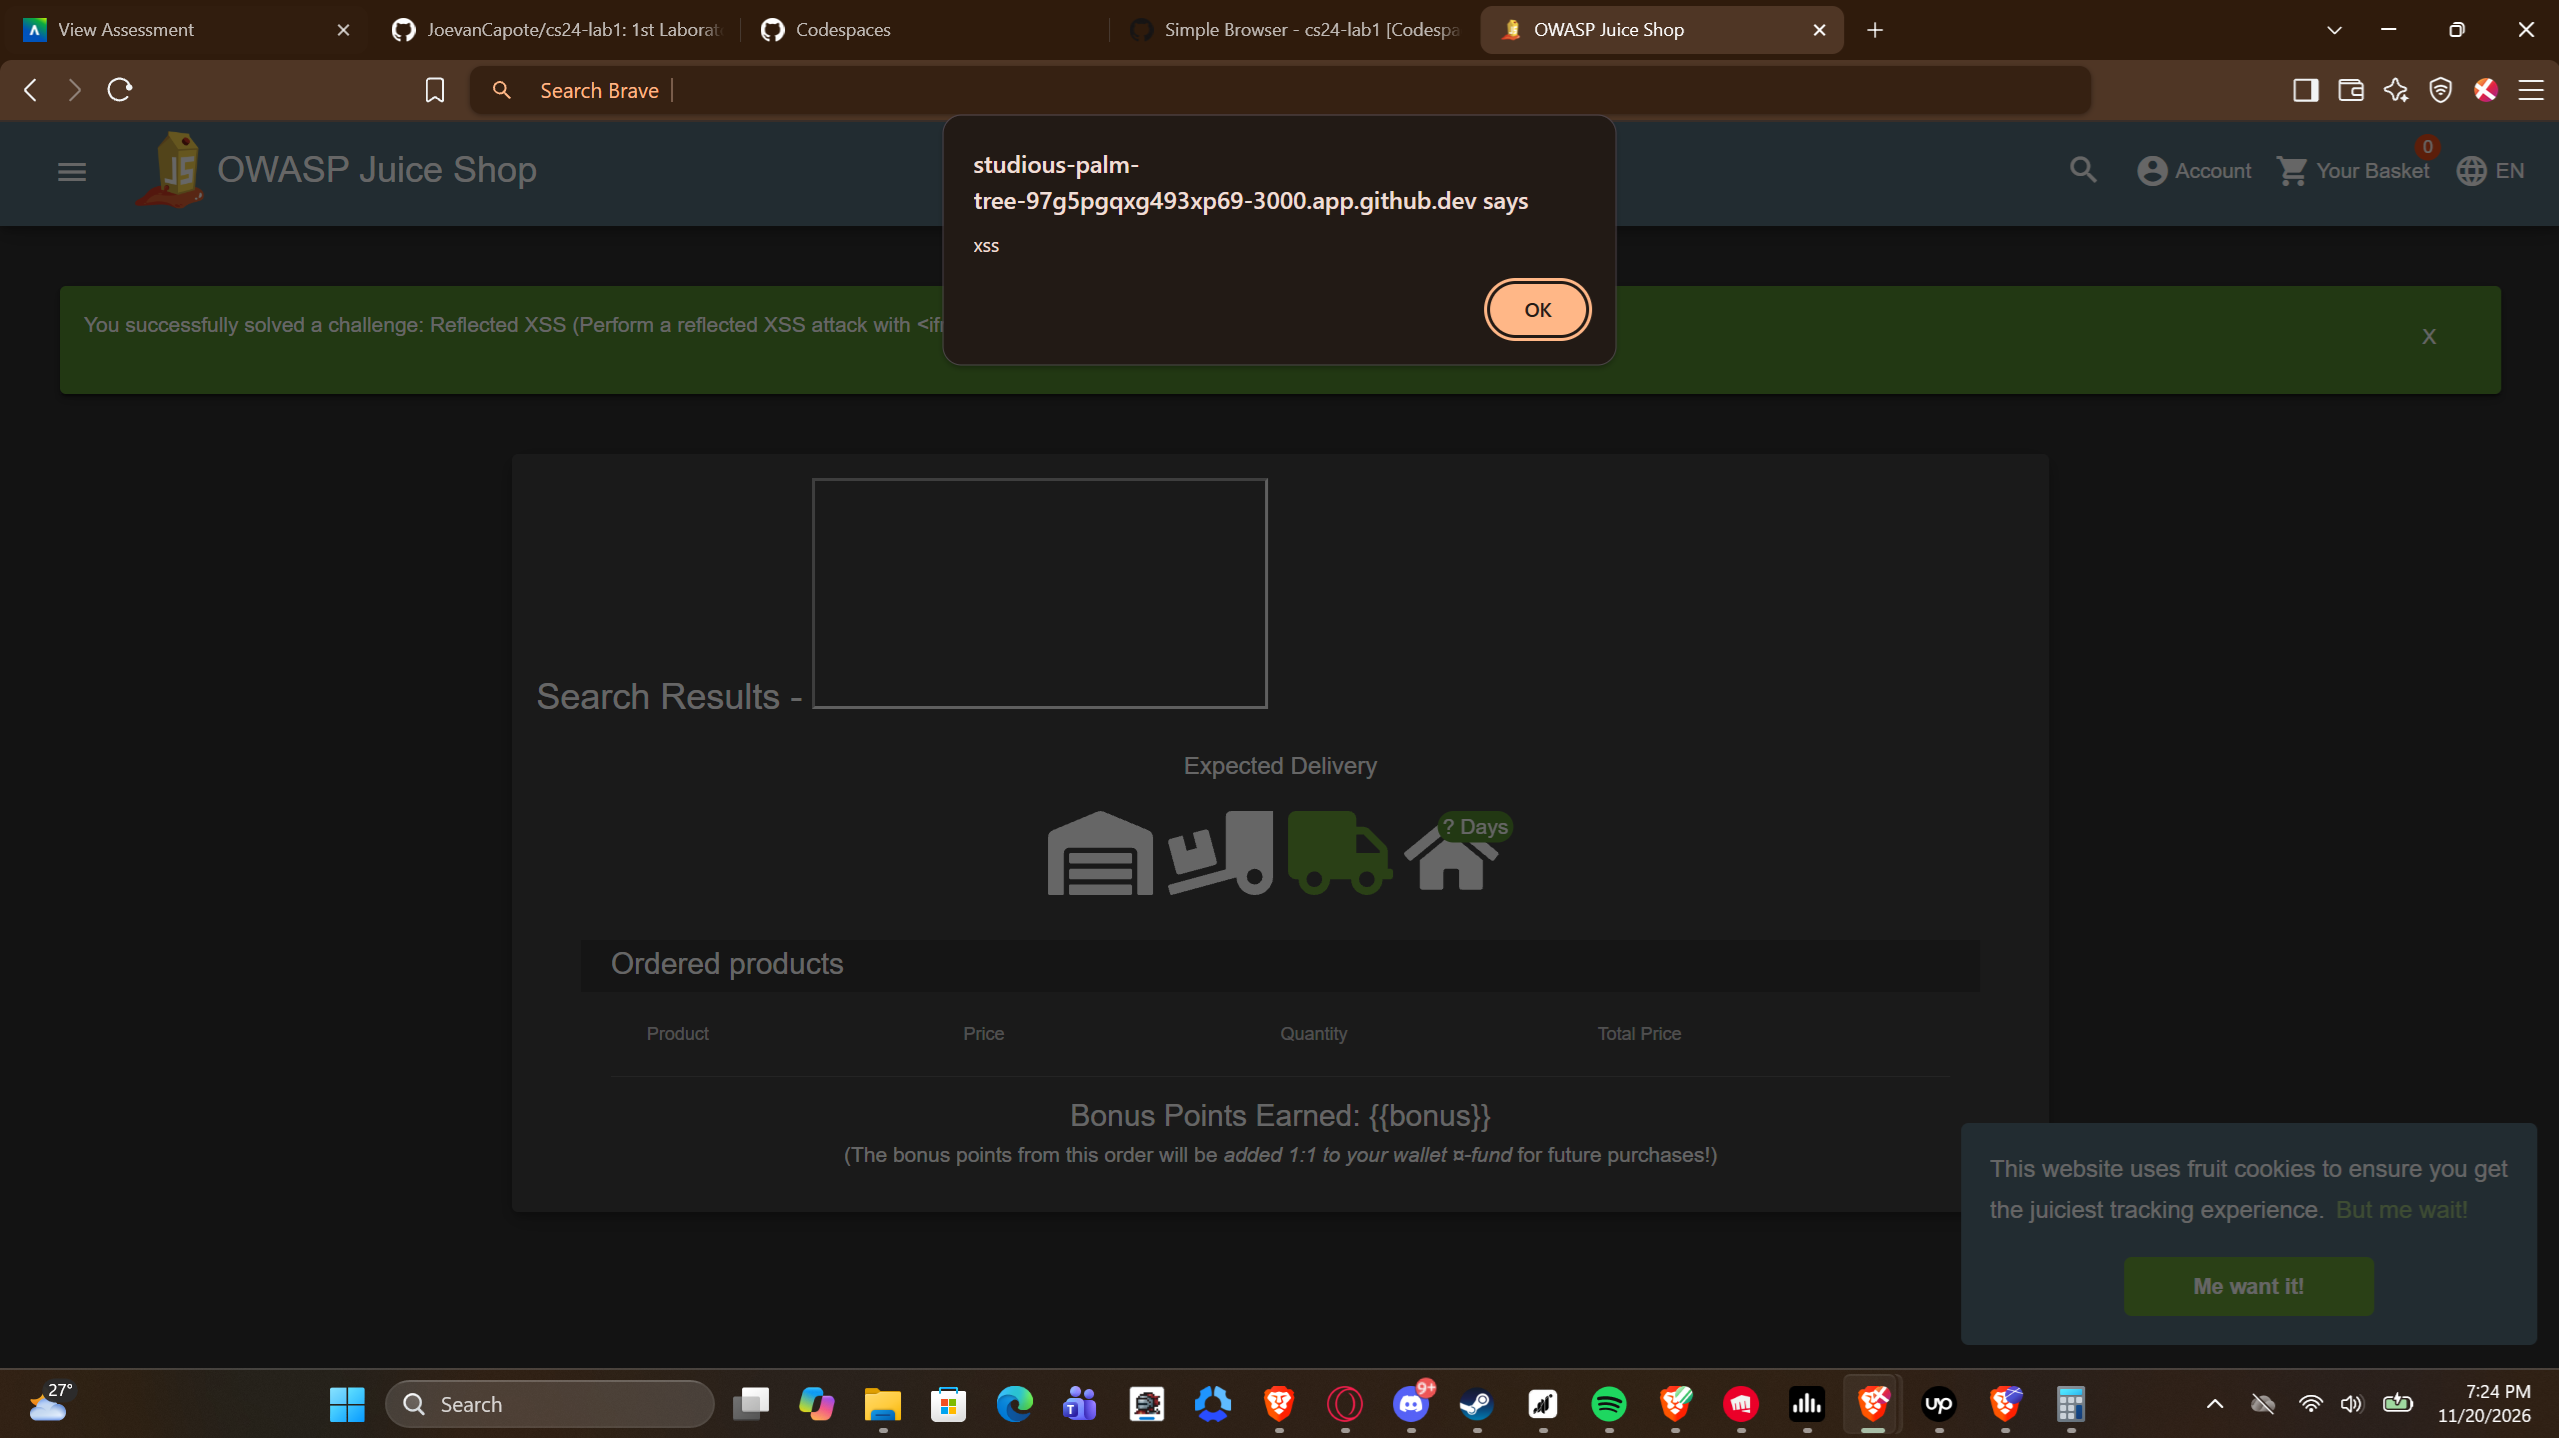 View Assessment
JoevanCapote/cs24-lab1: 1st Laborat
Codespaces
Simple Browser - cs24-lab1 [Codespa
OWASP Juice Shop
Search Brave
OWASP Juice Shop
Account
0
Your Basket
EN
studious-palm-
tree-97g5pgqxg493xp69-3000.app.github.dev says
xss
OK
You successfully solved a challenge: Reflected XSS (Perform a reflected XSS attack with <ifr
X
Search Results -
Expected Delivery
? Days
Ordered products
Product Price Quantity Total Price
Bonus Points Earned: {{bonus}}
(The bonus points from this order will be added 1:1 to your wallet ¤-fund for future purchases!)
This website uses fruit cookies to ensure you get
the juiciest tracking experience. But me wait!
Me want it!
27°
Search
9+
up
7:24 PM
11/20/2026